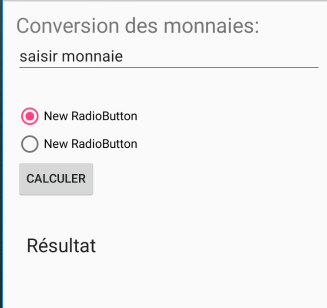 Conversion des monnaies:
saisir monnaie
New RadioButton
New RadioButton
CALCULER
Résultat